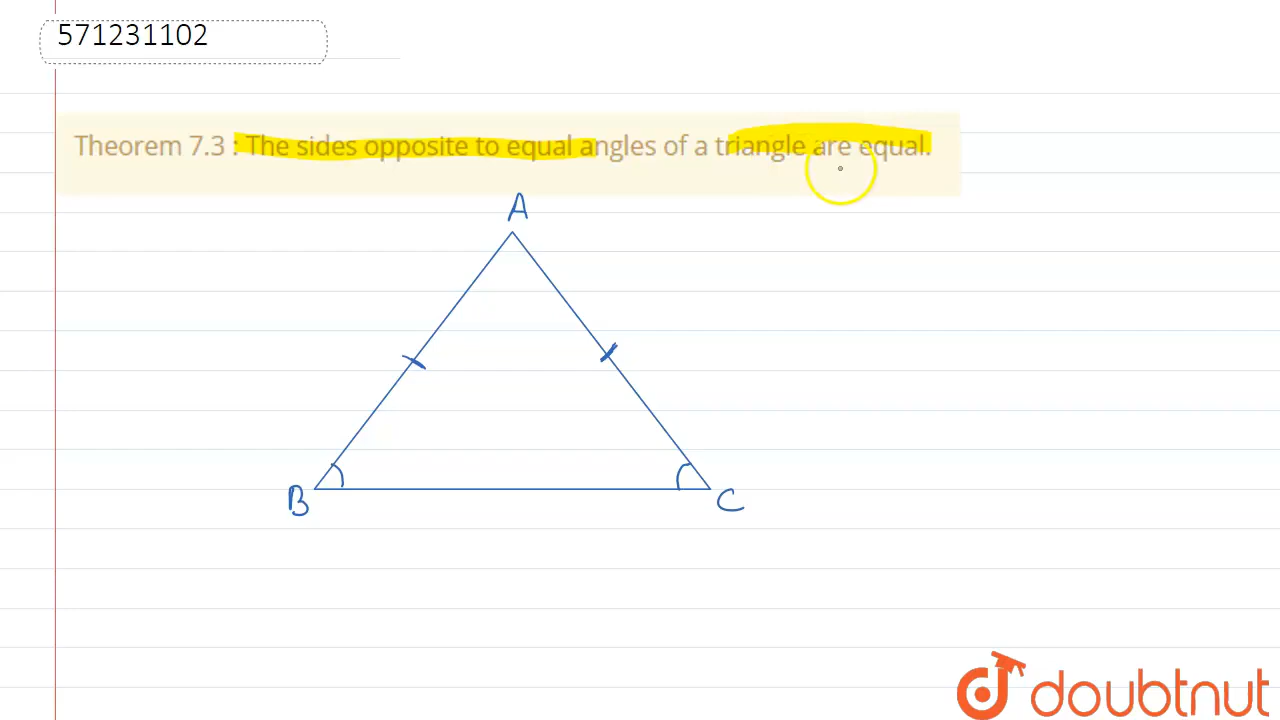 571231102
Theorem 7.3 : The sides opposite to equal angles of a triangle are equal.
A
B
C
doubtnut